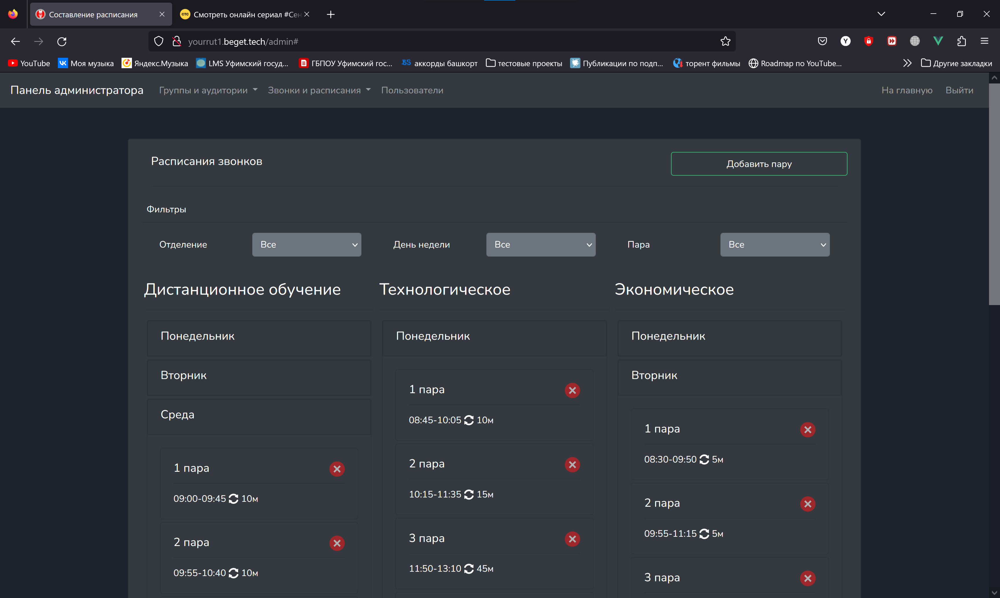 Составление расписания
Смотреть онлайн сериал #Сен
yourrut1.beget.tech/admin#
YouTube
Моя музыка
Яндекс.Музыка
LMS Уфимский госуд...
ГБПОУ Уфимский гос...
аккорды башкорт
тестовые проекты
Публикации по подп...
торент фильмы
Roadmap по YouTube...
Другие закладки
Панель администратора
Группы и аудитории
Звонки и расписания
Пользователи
На главную
Выйти
Расписания звонков
Добавить пару
Фильтры
Отделение
Все
День недели
Все
Пара
Все
Дистанционное обучение
Понедельник
Вторник
Среда
1 пара
09:00-09:45 10м
2 пара
09:55-10:40 10м
Технологическое
Понедельник
1 пара
08:45-10:05 10м
2 пара
10:15-11:35 15м
3 пара
11:50-13:10 45м
Экономическое
Понедельник
Вторник
1 пара
08:30-09:50 5м
2 пара
09:55-11:15 5м
3 пара